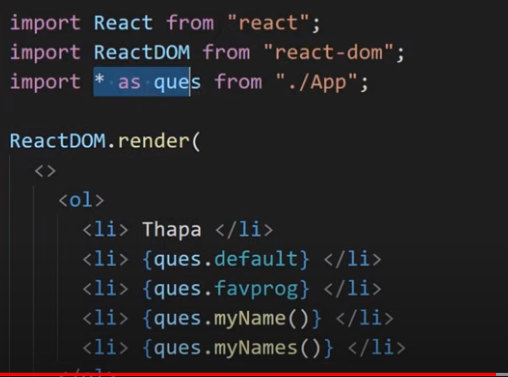 import React from "react";
import ReactDOM from "react-dom";
import * as ques from "./App";
ReactDOM.render(
<>
<ol>
<li> Thapa </li>
<li> {ques.default} </li>
<li> {ques.favprog} </li>
<li> {ques.myName()} </li>
<li> {ques.myNames()} </li>
</ol>